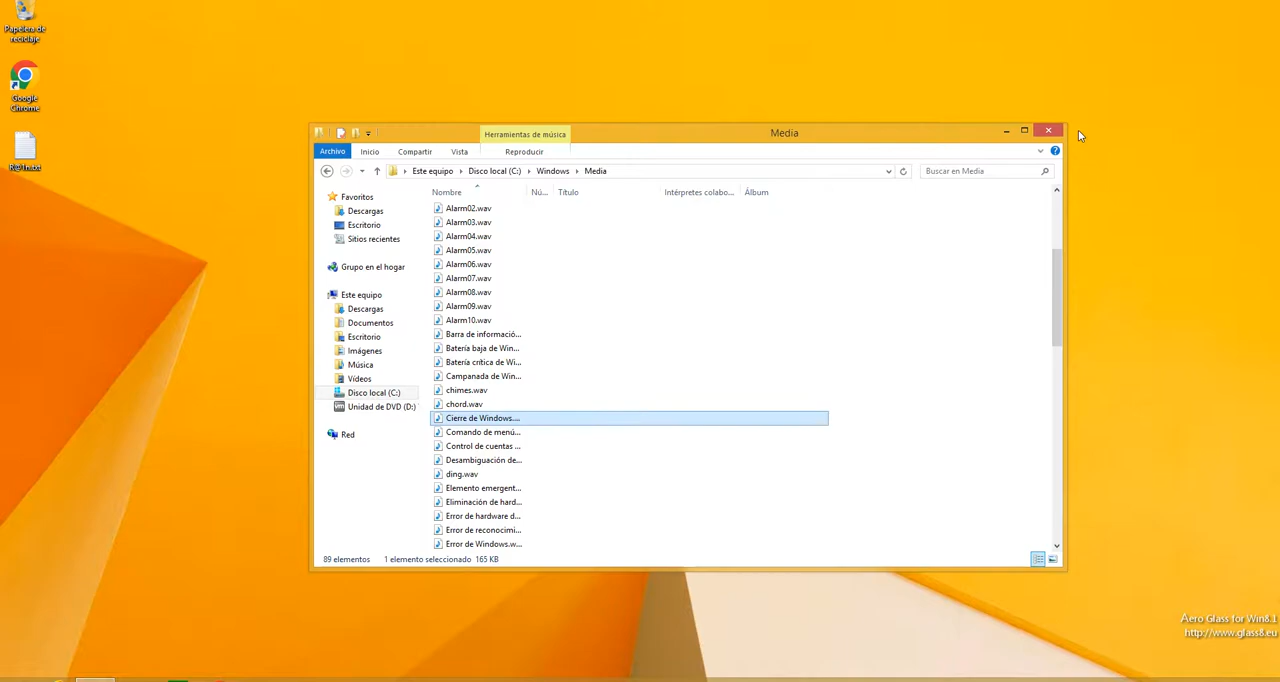 Papelera de
reciclaje
Google
Chrome
Herramientas de música
Media
Archivo
Inicio
Compartir
Vista
Reproducir
Este equipo
Disco local (C:)
Windows
Media
Buscar en Media
Favoritos
Descargas
Escritorio
Sitios recientes
Grupo en el hogar
Este equipo
Descargas
Documentos
Escritorio
Imágenes
Música
Vídeos
Disco local (C:)
Unidad de DVD (D:)
Red
Nombre
Nú...
Título
Intérpretes colabo...
Álbum
Alarm02.wav
Alarm03.wav
Alarm04.wav
Alarm05.wav
Alarm06.wav
Alarm07.wav
Alarm08.wav
Alarm09.wav
Alarm10.wav
Barra de informació...
Batería baja de Win...
Batería crítica de Wi...
Campanada de Win...
chimes.wav
chord.wav
Cierre de Windows....
Comando de menú...
Control de cuentas ...
Desambiguación de...
ding.wav
Elemento emergent...
Eliminación de hard...
Error de hardware d...
Error de reconocimi...
Error de Windows.w...
89 elementos
1 elemento seleccionado 165 KB
Aero Glass for Win8.1
http://www.glass8.eu